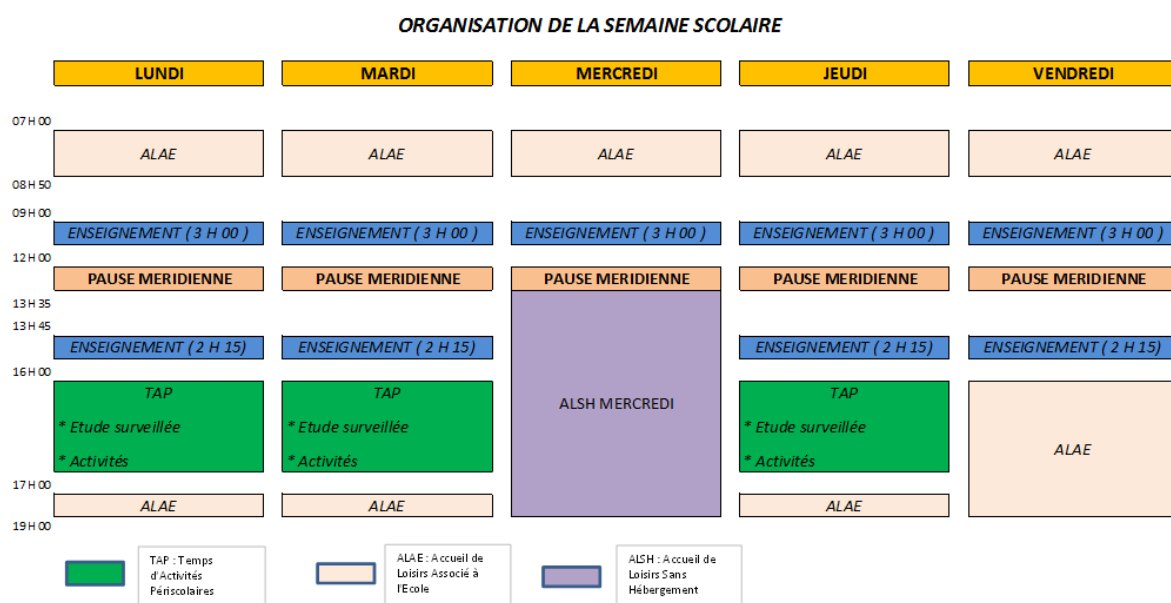 ORGANISATION DE LA SEMAINE SCOLAIRE
LUNDI MARDI MERCREDI JEUDI VENDREDI
07 H 00
ALAE ALAE ALAE ALAE ALAE
08 H 50
09 H 00
ENSEIGNEMENT ( 3 H 00 ) ENSEIGNEMENT ( 3 H 00 ) ENSEIGNEMENT ( 3 H 00 ) ENSEIGNEMENT ( 3 H 00 ) ENSEIGNEMENT ( 3 H 00 )
12 H 00
PAUSE MERIDIENNE PAUSE MERIDIENNE PAUSE MERIDIENNE PAUSE MERIDIENNE PAUSE MERIDIENNE
13 H 35
13 H 45
ENSEIGNEMENT ( 2 H 15) ENSEIGNEMENT ( 2 H 15) ENSEIGNEMENT ( 2 H 15) ENSEIGNEMENT ( 2 H 15)
16 H 00
TAP TAP ALSH MERCREDI TAP ALAE
* Etude surveillée * Etude surveillée * Etude surveillée
* Activités * Activités * Activités
17 H 00
ALAE ALAE ALAE
19 H 00
TAP : Temps
d'Activités
Périscolaires
ALAE : Accueil de
Loisirs Associé à
l'Ecole
ALSH : Accueil de
Loisirs Sans
Hébergement